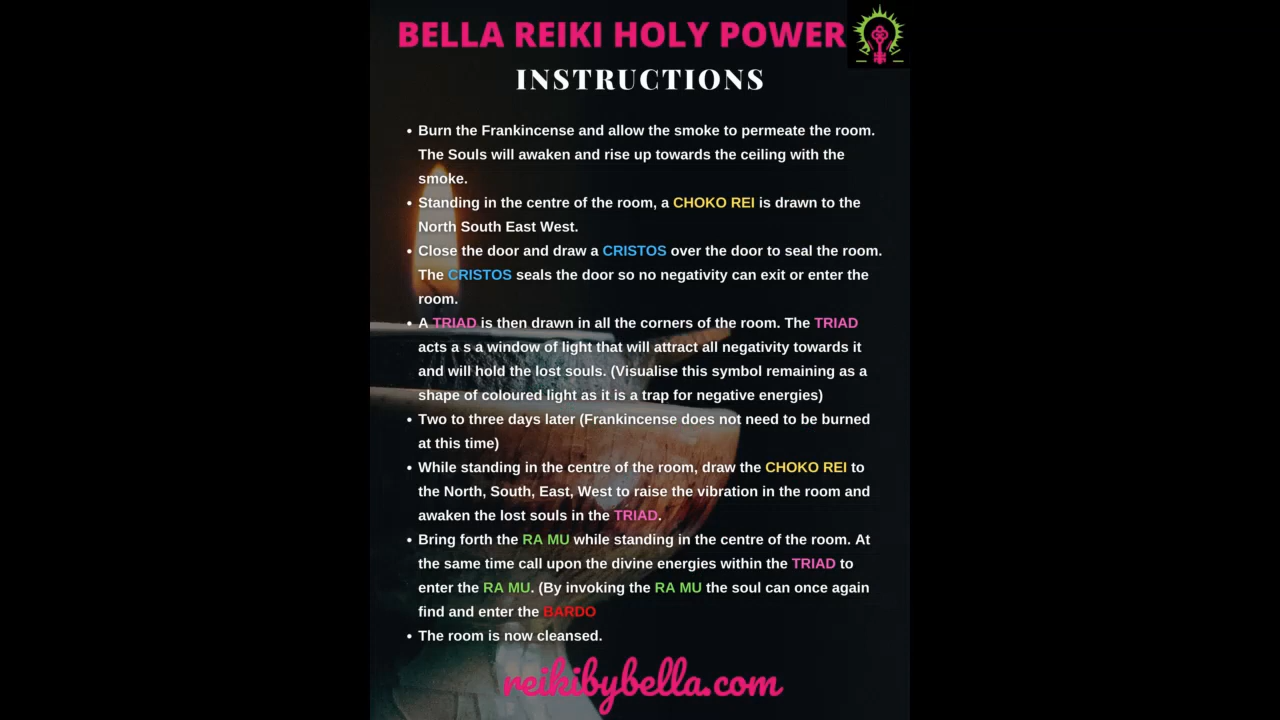 BELLA REIKI HOLY POWER
INSTRUCTIONS
• Burn the Frankincense and allow the smoke to permeate the room.
The Souls will awaken and rise up towards the ceiling with the
smoke.
• Standing in the centre of the room, a CHOKO REI is drawn to the
North South East West.
• Close the door and draw a CRISTOS over the door to seal the room.
The CRISTOS seals the door so no negativity can exit or enter the
room.
• A TRIAD is then drawn in all the corners of the room. The TRIAD
acts a s a window of light that will attract all negativity towards it
and will hold the lost souls. (Visualise this symbol remaining as a
shape of coloured light as it is a trap for negative energies)
• Two to three days later (Frankincense does not need to be burned
at this time)
• While standing in the centre of the room, draw the CHOKO REI to
the North, South, East, West to raise the vibration in the room and
awaken the lost souls in the TRIAD.
• Bring forth the RA MU while standing in the centre of the room. At
the same time call upon the divine energies within the TRIAD to
enter the RA MU. (By invoking the RA MU the soul can once again
find and enter the BARDO
• The room is now cleansed.
reikibybella.com